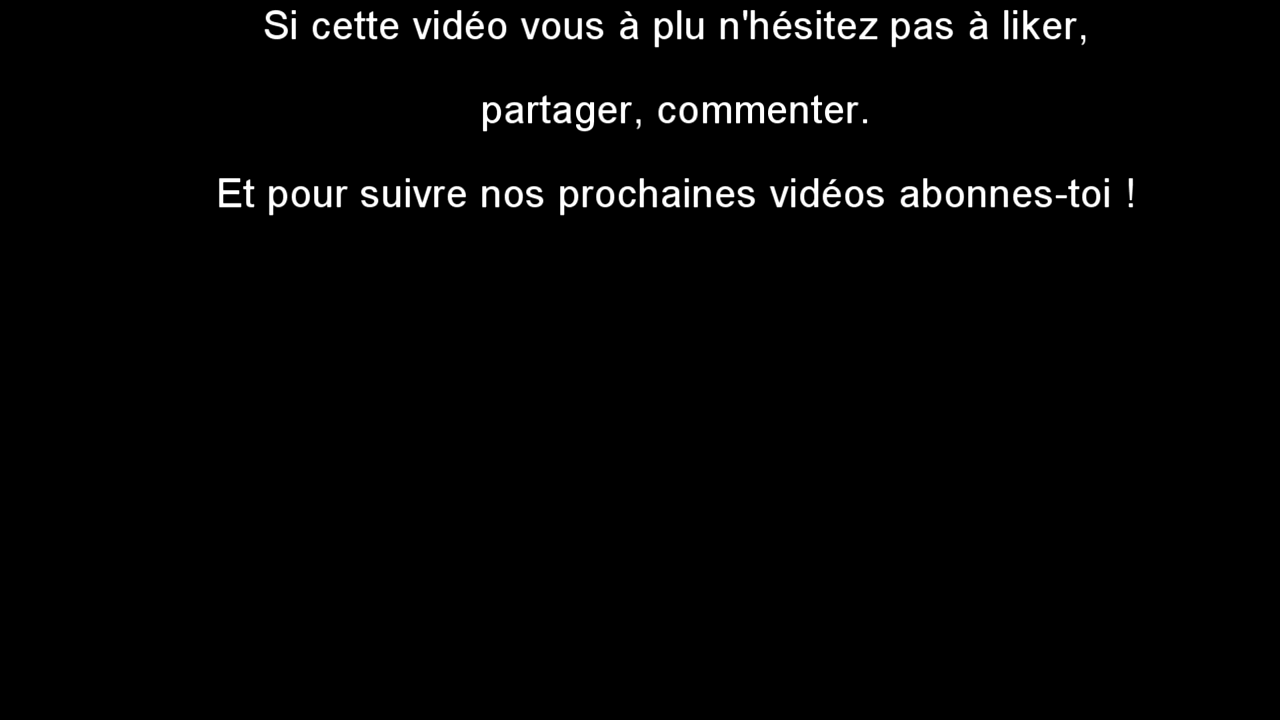 Si cette vidéo vous à plu n'hésitez pas à liker,
partager, commenter.
Et pour suivre nos prochaines vidéos abonnes-toi !